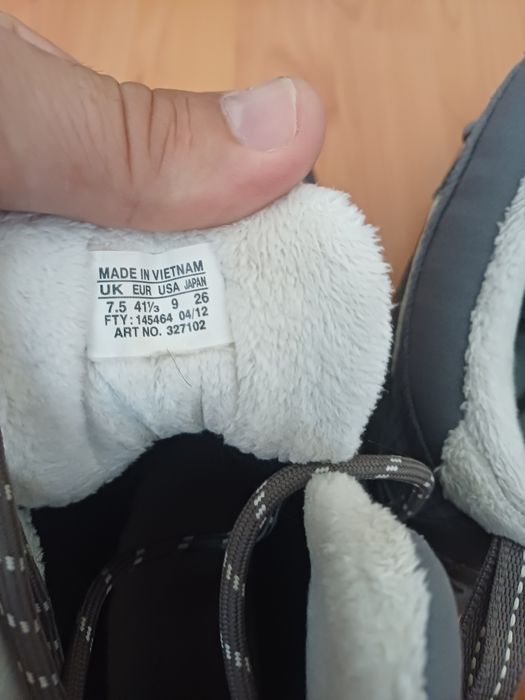 MADE IN VIETNAM
UK EUR USA JAPAN
7.5 41⅓ 9 26
FTY: 145464 04/12
ART NO. 327102